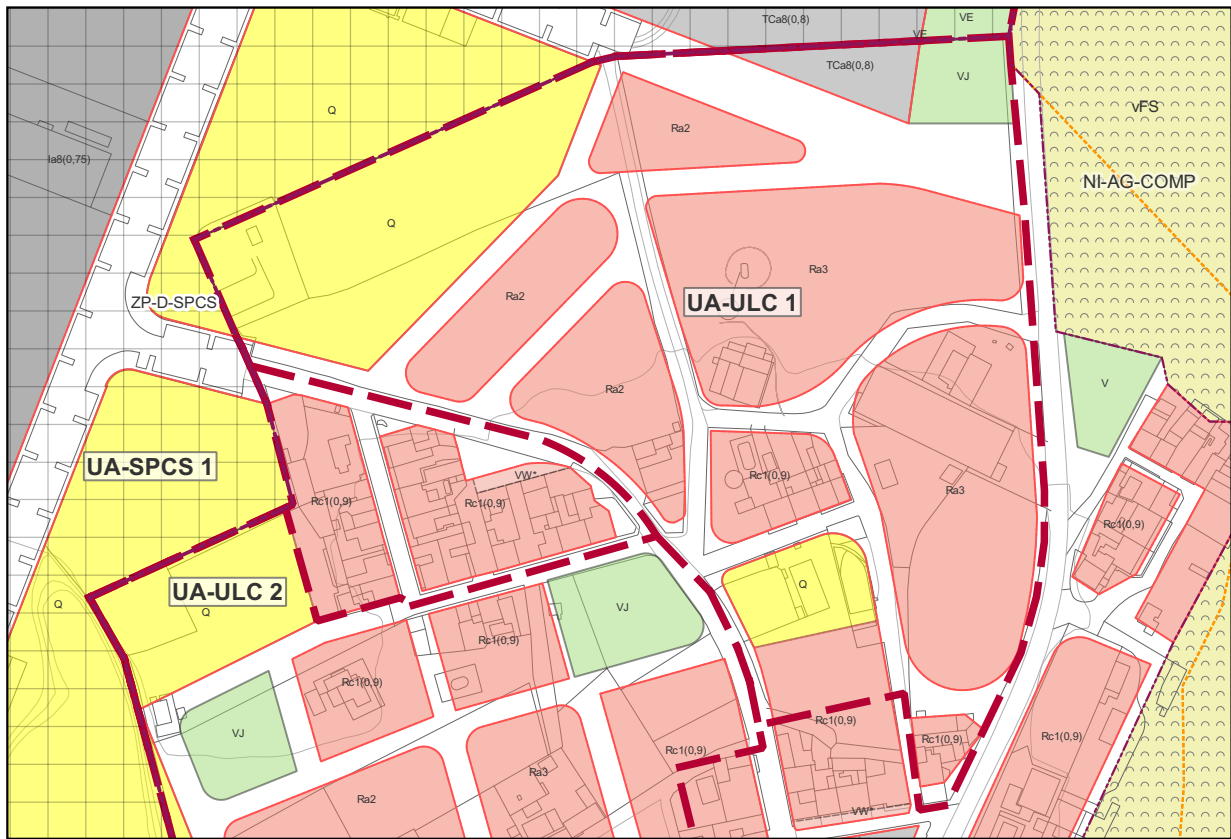 TCa8(0,8)
VE
VE
TCa8(0,8)
VJ
Q
vFS
Ra2
Ia8(0,75)
NI-AG-COMP
Q
Ra3
Ra2
ZP-D-SPCS
UA-ULC 1
V
Ra2
UA-SPCS 1
VW*
Rc1(0,9)
Rc1(0,9)
Rc1(0,9)
Ra3
Rc1(0,9)
UA-ULC 2
Q
Q
Q
VJ
Rc1(0,9)
Rc1(0,9)
VJ
Rc1(0,9)
Rc1(0,9)
Rc1(0,9)
Rc1(0,9)
Ra3
Ra2
VW*